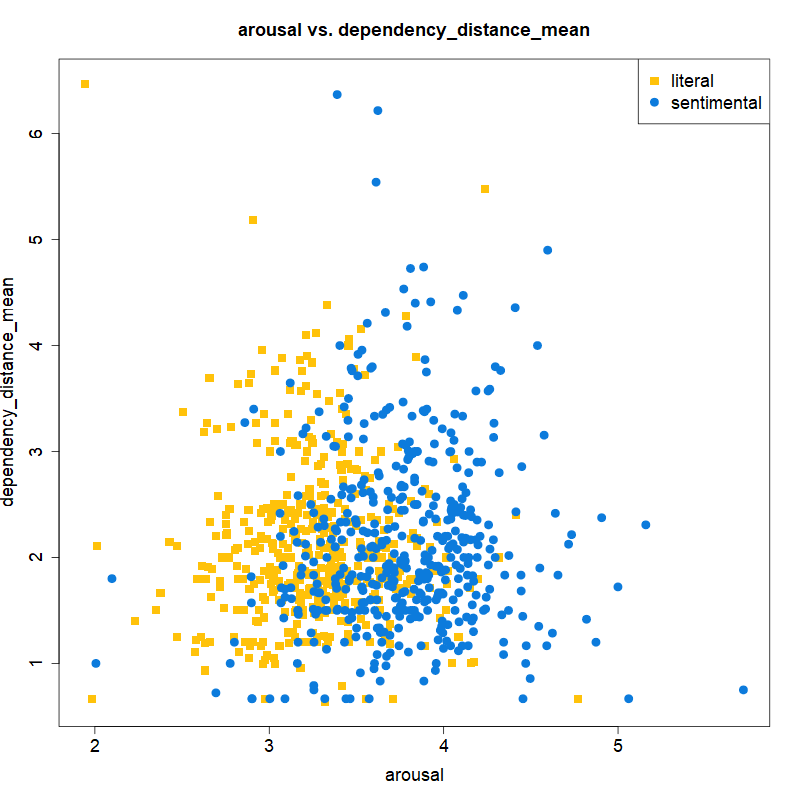 arousal vs. dependency_distance_mean
literal
sentimental
dependency_distance_mean
6
5
4
3
2
1
2
3
4
5
arousal